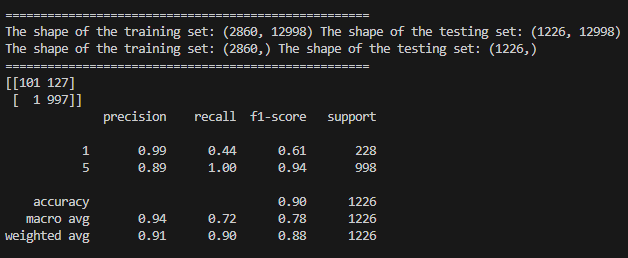 ====================================================
The shape of the training set: (2860, 12998) The shape of the testing set: (1226, 12998)
The shape of the training set: (2860,) The shape of the testing set: (1226,)
====================================================
[[101 127]
 [  1 997]]
              precision    recall  f1-score   support

           1       0.99      0.44      0.61       228
           5       0.89      1.00      0.94       998

    accuracy                           0.90      1226
   macro avg       0.94      0.72      0.78      1226
weighted avg       0.91      0.90      0.88      1226